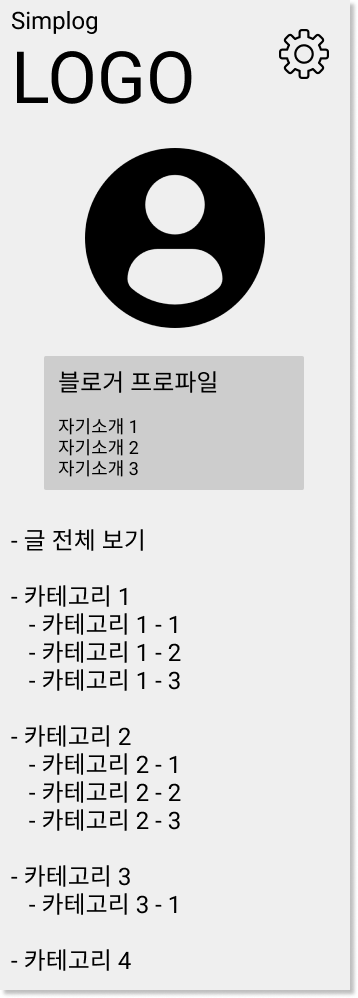 Simplog
LOGO
블로거 프로파일
자기소개 1
자기소개 2
자기소개 3
- 글 전체 보기
- 카테고리 1
- 카테고리 1 - 1
- 카테고리 1 - 2
- 카테고리 1 - 3
- 카테고리 2
- 카테고리 2 - 1
- 카테고리 2 - 2
- 카테고리 2 - 3
- 카테고리 3
- 카테고리 3 - 1
- 카테고리 4